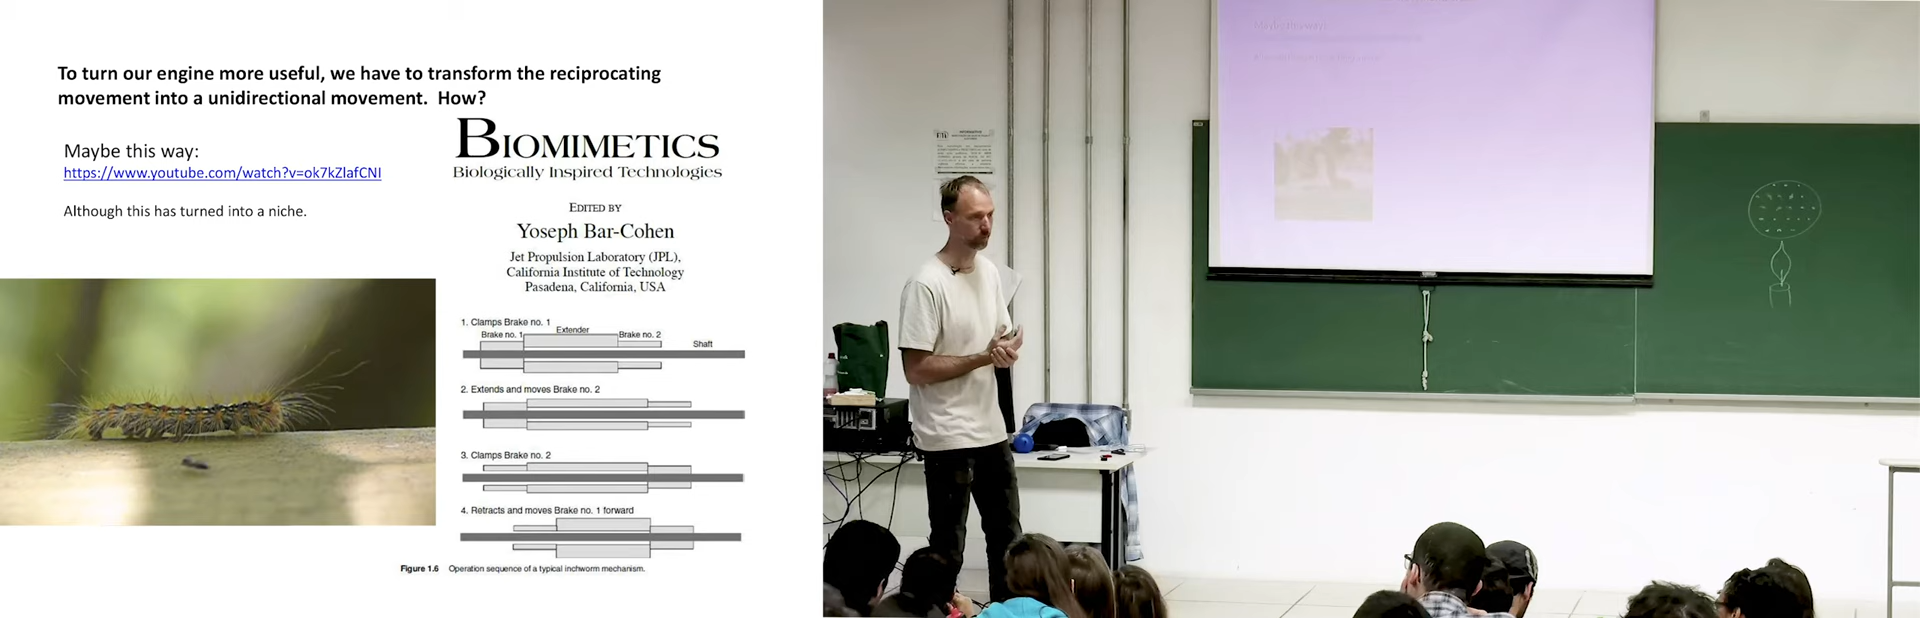 To turn our engine more useful, we have to transform the reciprocating
movement into a unidirectional movement.  How?
Maybe this way:
https://www.youtube.com/watch?v=ok7kZlafCNI
Although this has turned into a niche.
BIOMIMETICS
Biologically Inspired Technologies
EDITED BY
Yoseph Bar-Cohen
Jet Propulsion Laboratory (JPL),
California Institute of Technology
Pasadena, California, USA
1. Clamps Brake no. 1
Brake no. 1
Extender
Brake no. 2
Shaft
2. Extends and moves Brake no. 2
3. Clamps Brake no. 2
4. Retracts and moves Brake no. 1 forward
Figure 1.6 Operation sequence of a typical inchworm mechanism.
Maybe this way: